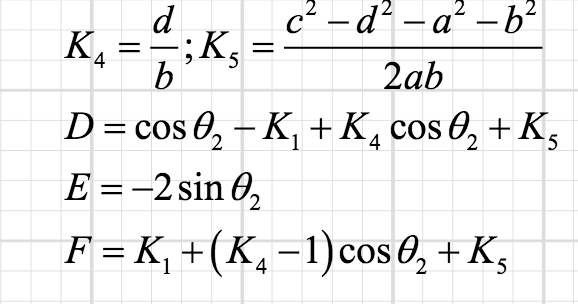 K₄ = d/b ; K₅ = (c² − d² − a² − b²)/(2ab)
D = cos θ₂ − K₁ + K₄ cos θ₂ + K₅
E = −2 sin θ₂
F = K₁ + (K₄ − 1) cos θ₂ + K₅